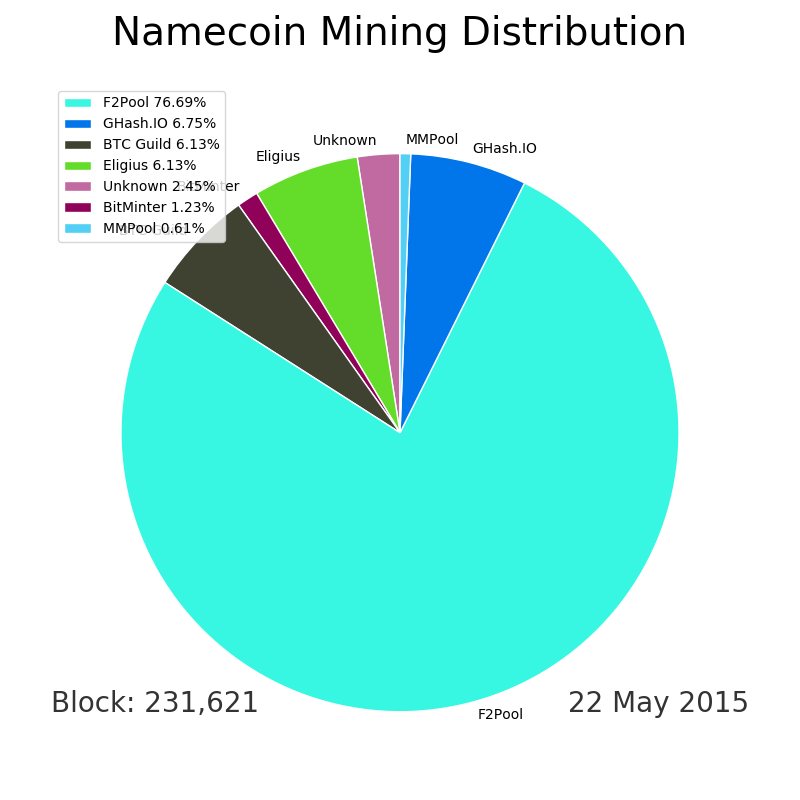 Namecoin Mining Distribution
F2Pool 76.69%
GHash.IO 6.75%
BTC Guild 6.13%
Eligius 6.13%
Unknown 2.45%
BitMinter 1.23%
MMPool 0.61%
Eligius
Unknown
MMPool
GHash.IO
BitMinter
F2Pool
Block: 231,621
22 May 2015